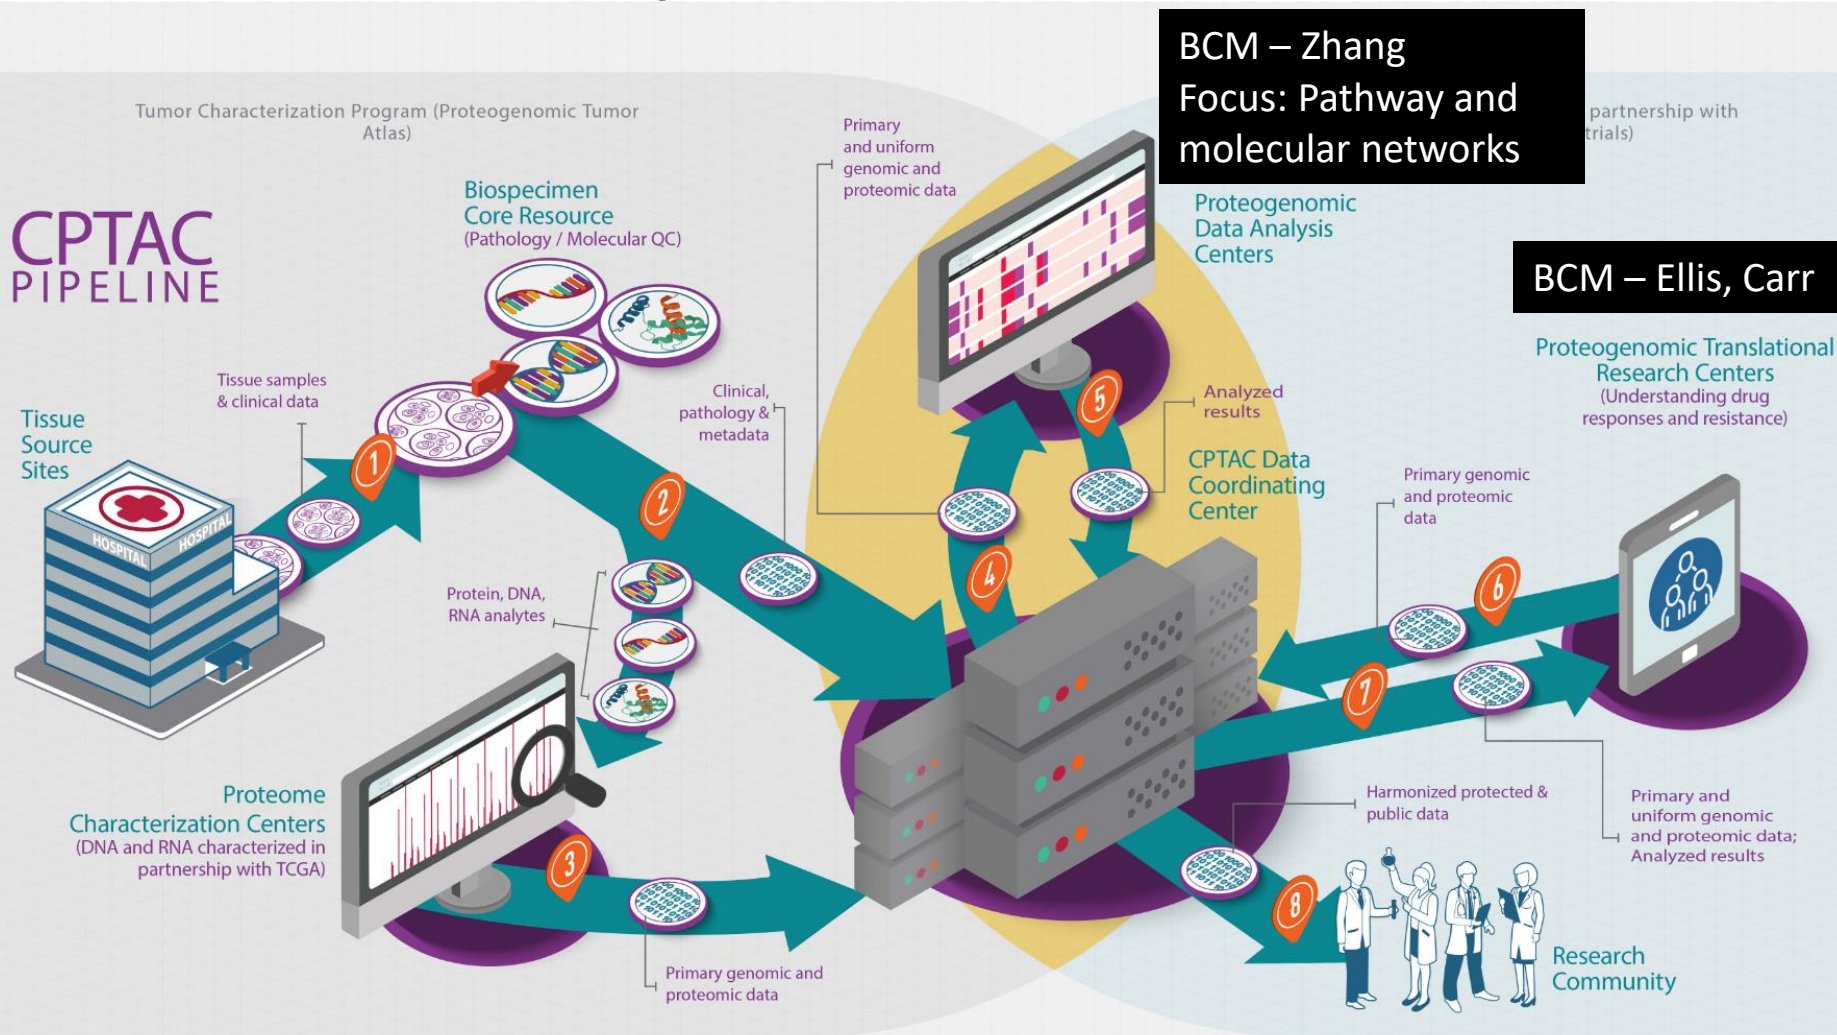 BCM – Zhang
Focus: Pathway and
molecular networks
Tumor Characterization Program (Proteogenomic Tumor
Atlas)
partnership with
trials)
CPTAC
PIPELINE
Biospecimen
Core Resource
(Pathology / Molecular QC)
Primary
and uniform
genomic and
proteomic data
Proteogenomic
Data Analysis
Centers
BCM – Ellis, Carr
Proteogenomic Translational
Research Centers
(Understanding drug
responses and resistance)
Tissue samples
& clinical data
Clinical,
pathology &
metadata
Analyzed
results
5
Tissue
Source
Sites
1
2
CPTAC Data
Coordinating
Center
Primary genomic
and proteomic
data
HOSPITAL
HOSPITAL
4
6
Protein, DNA,
RNA analytes
7
Proteome
Characterization Centers
(DNA and RNA characterized in
partnership with TCGA)
3
Harmonized protected &
public data
Primary and
uniform genomic
and proteomic data;
Analyzed results
8
Primary genomic and
proteomic data
Research
Community